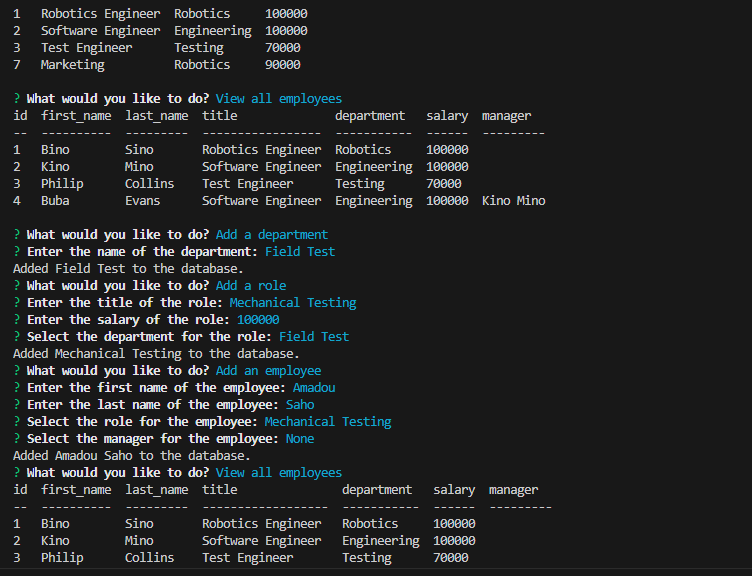 1   Robotics Engineer  Robotics     100000
2   Software Engineer  Engineering  100000
3   Test Engineer      Testing      70000
7   Marketing          Robotics     90000
? What would you like to do? View all employees
id  first_name  last_name  title              department   salary  manager
--  ----------  ---------  -----------------  -----------  ------  ---------
1   Bino        Sino       Robotics Engineer  Robotics     100000
2   Kino        Mino       Software Engineer  Engineering  100000
3   Philip      Collins    Test Engineer      Testing      70000
4   Buba        Evans      Software Engineer  Engineering  100000  Kino Mino
? What would you like to do? Add a department
? Enter the name of the department: Field Test
Added Field Test to the database.
? What would you like to do? Add a role
? Enter the title of the role: Mechanical Testing
? Enter the salary of the role: 100000
? Select the department for the role: Field Test
Added Mechanical Testing to the database.
? What would you like to do? Add an employee
? Enter the first name of the employee: Amadou
? Enter the last name of the employee: Saho
? Select the role for the employee: Mechanical Testing
? Select the manager for the employee: None
Added Amadou Saho to the database.
? What would you like to do? View all employees
id  first_name  last_name  title               department   salary  manager
--  ----------  ---------  ------------------  -----------  ------  ---------
1   Bino        Sino       Robotics Engineer   Robotics     100000
2   Kino        Mino       Software Engineer   Engineering  100000
3   Philip      Collins    Test Engineer       Testing      70000